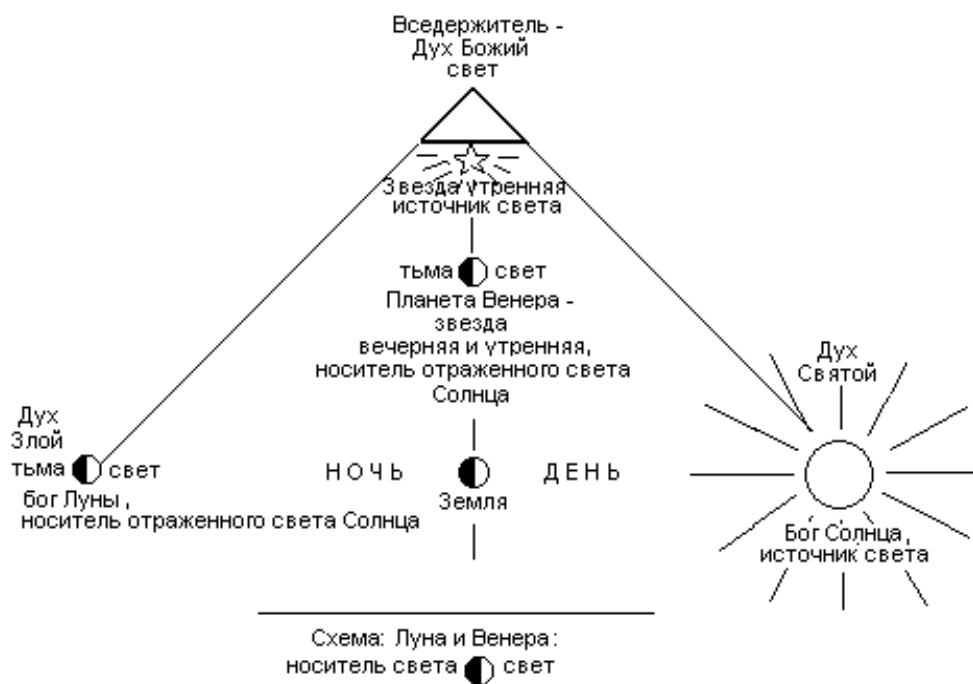 Вседержитель -
Дух Божий
свет
Звезда утренняя
источник света
тьма свет
Планета Венера -
звезда
вечерняя и утренняя,
носитель отраженного света
Солнца
Дух
Святой
Дух
Злой
тьма свет
бог Луны,
носитель отраженного света Солнца
НОЧЬ ДЕНЬ
Земля
Бог Солнца,
источник света
Схема: Луна и Венера:
носитель света свет